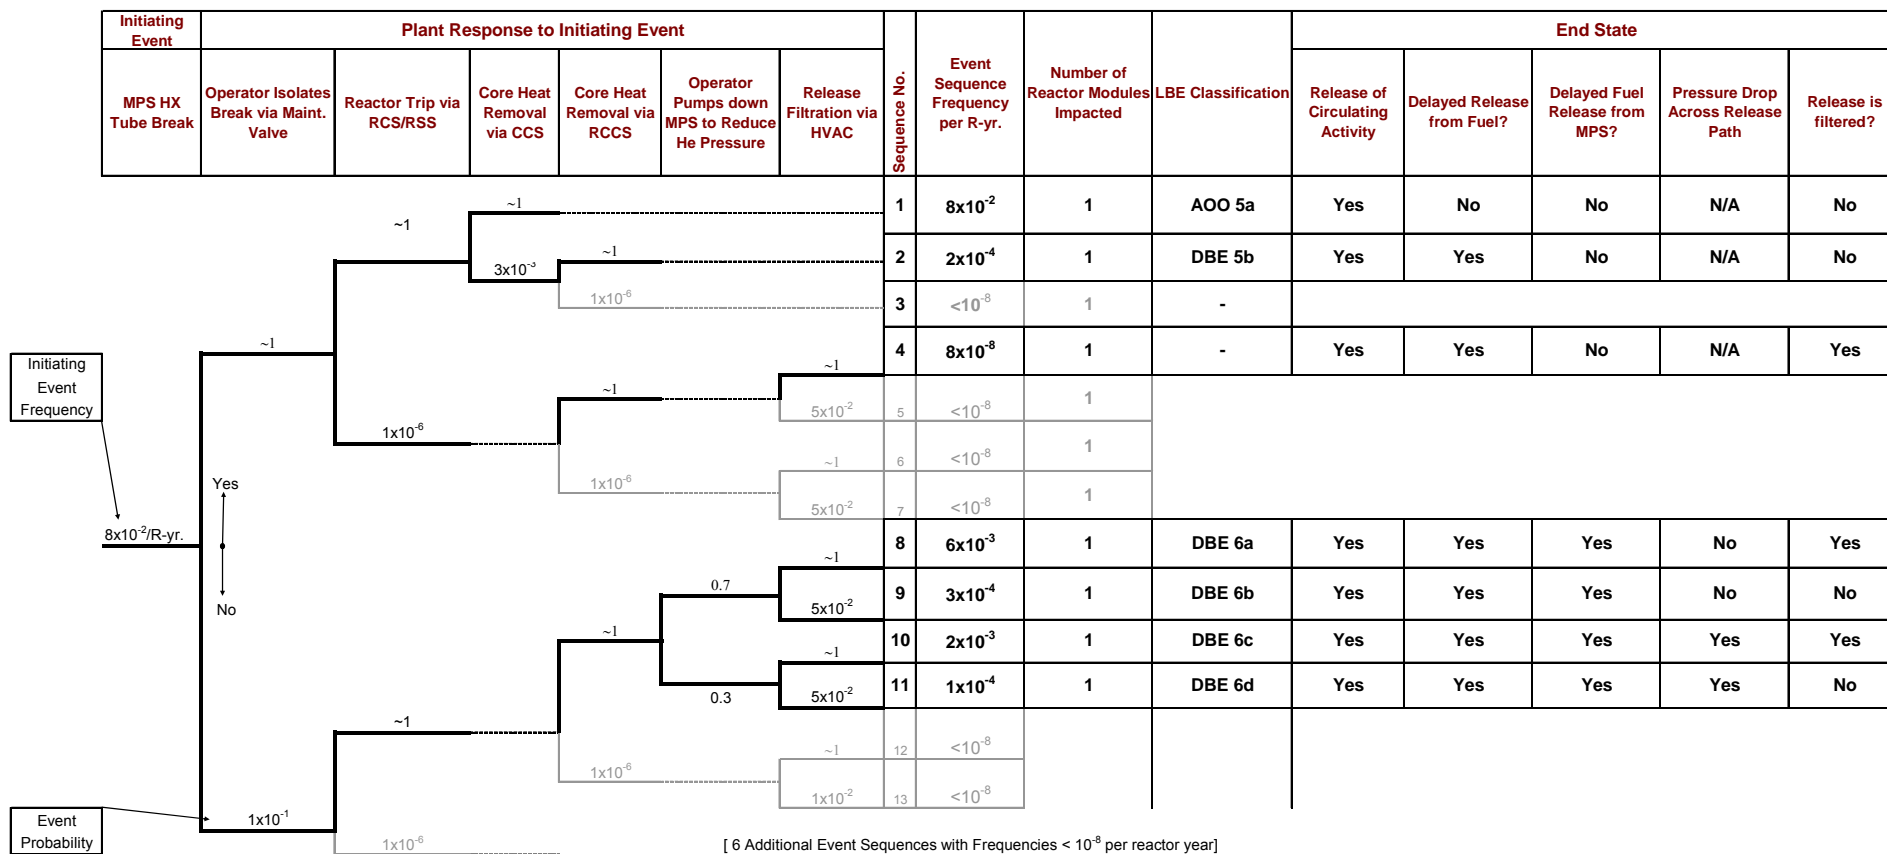 Initiating
Event
Plant Response to Initiating Event
End State
MPS HX
Tube Break
Operator Isolates
Break via Maint.
Valve
Reactor Trip via
RCS/RSS
Core Heat
Removal
via CCS
Core Heat
Removal via
RCCS
Operator
Pumps down
MPS to Reduce
He Pressure
Release
Filtration via
HVAC
Sequence No.
Event
Sequence
Frequency
per R-yr.
Number of
Reactor Modules
Impacted
LBE Classification
Release of
Circulating
Activity
Delayed Release
from Fuel?
Delayed Fuel
Release from
MPS?
Pressure Drop
Across Release
Path
Release is
filtered?
~1
~1
1 8x10⁻² 1 AOO 5a Yes No No N/A No
3x10⁻³
~1
2 2x10⁻⁴ 1 DBE 5b Yes Yes No N/A No
1x10⁻⁶
3 <10⁻⁸ 1 -
~1
4 8x10⁻⁸ 1 - Yes Yes No N/A Yes
Initiating
Event
Frequency
~1
~1
5x10⁻²
5 <10⁻⁸ 1
1x10⁻⁶
~1
6 <10⁻⁸ 1
Yes
1x10⁻⁶
5x10⁻²
7 <10⁻⁸ 1
8x10⁻²/R-yr.
~1
8 6x10⁻³ 1 DBE 6a Yes Yes Yes No Yes
No
0.7
5x10⁻²
9 3x10⁻⁴ 1 DBE 6b Yes Yes Yes No No
~1
~1
10 2x10⁻³ 1 DBE 6c Yes Yes Yes Yes Yes
0.3
5x10⁻²
11 1x10⁻⁴ 1 DBE 6d Yes Yes Yes Yes No
~1
~1
12 <10⁻⁸
1x10⁻⁶
1x10⁻²
13 <10⁻⁸
Event
Probability
1x10⁻¹
1x10⁻⁶
[ 6 Additional Event Sequences with Frequencies < 10⁻⁸ per reactor year]